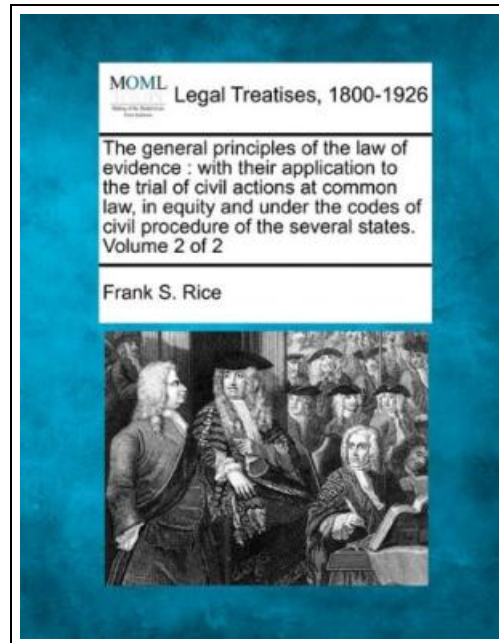 MOML
Legal Treatises, 1800-1926
The general principles of the law of
evidence : with their application to
the trial of civil actions at common
law, in equity and under the codes of
civil procedure of the several states.
Volume 2 of 2
Frank S. Rice